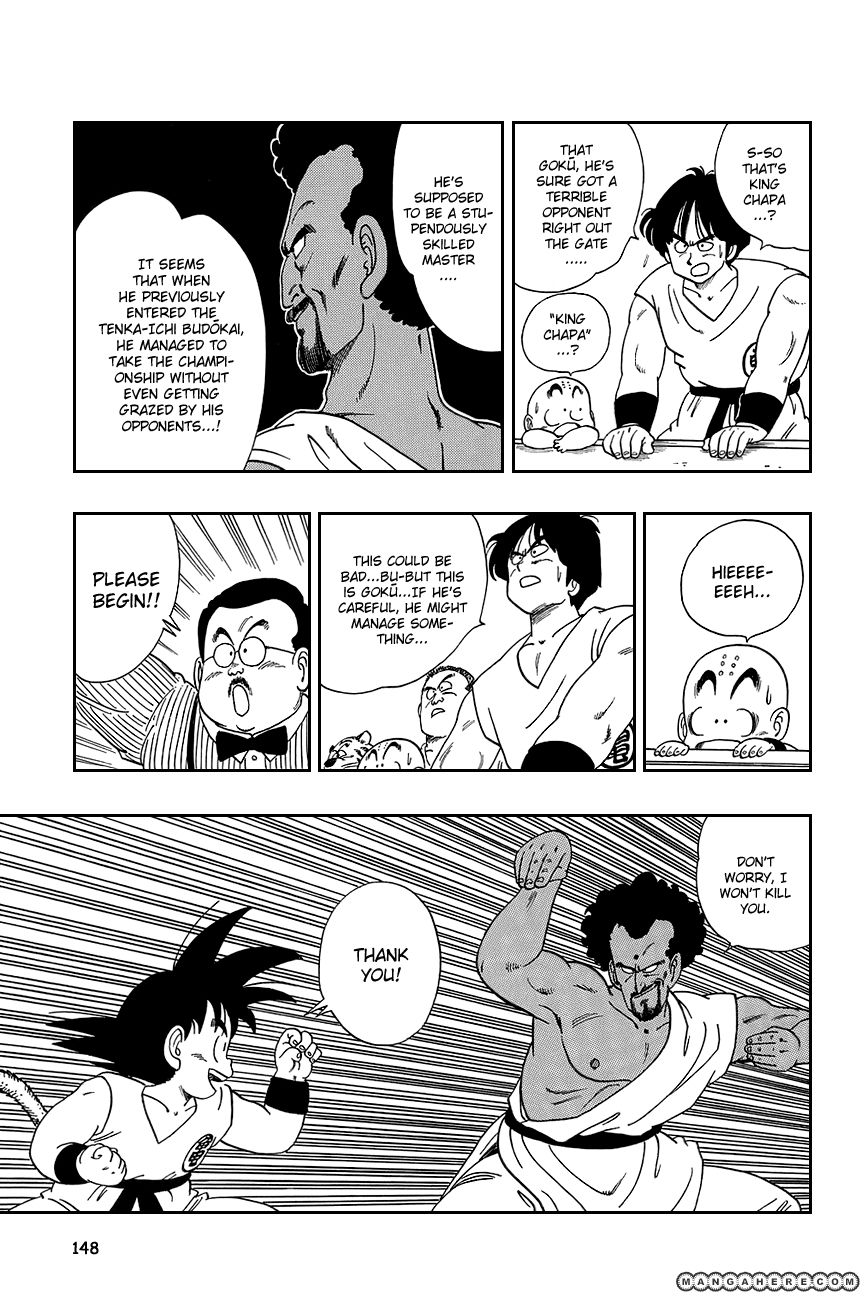 S-SO
THAT'S
KING
CHAPA
...?
THAT
GOKŪ, HE'S
SURE GOT A
TERRIBLE
OPPONENT
RIGHT OUT
THE GATE
.....
"KING
CHAPA"
...?
HE'S
SUPPOSED
TO BE A STU-
PENDOUSLY
SKILLED
MASTER
....
IT SEEMS
THAT WHEN
HE PREVIOUSLY
ENTERED THE
TENKA-ICHI BUDŌKAI,
HE MANAGED TO
TAKE THE CHAMPI-
ONSHIP WITHOUT
EVEN GETTING
GRAZED BY HIS
OPPONENTS...!
HIEEEE-
EEEH...
THIS COULD BE
BAD...BU-BUT THIS
IS GOKŪ...IF HE'S
CAREFUL, HE MIGHT
MANAGE SOME-
THING...
亀
PLEASE
BEGIN!!
DON'T
WORRY, I
WON'T KILL
YOU.
THANK
YOU!
148
MANGAHERE.COM